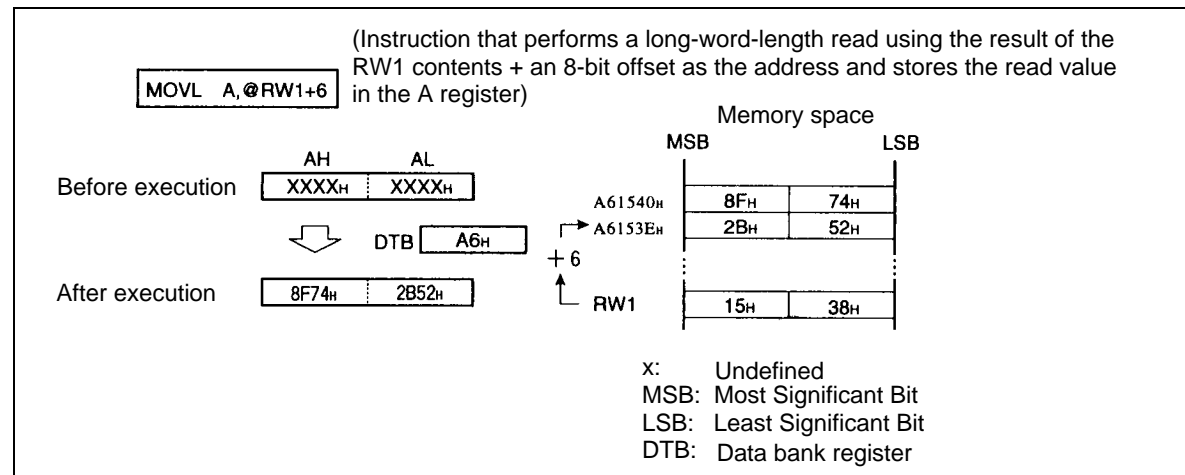 (Instruction that performs a long-word-length read using the result of the
RW1 contents + an 8-bit offset as the address and stores the read value
in the A register)
MOVL A,@RW1+6
Memory space
MSB LSB
AH AL
Before execution XXXXH XXXXH
A61540H 8FH 74H
A6153EH 2BH 52H
DTB A6H
+6
After execution 8F74H 2B52H
RW1 15H 38H
x: Undefined
MSB: Most Significant Bit
LSB: Least Significant Bit
DTB: Data bank register